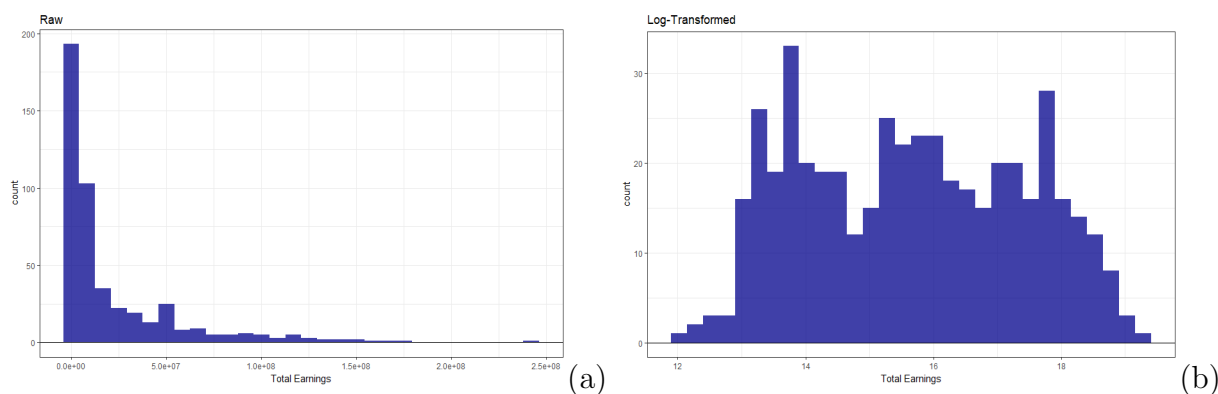 Raw
200
150
100
50
0
count
0.0e+00 5.0e+07 1.0e+08 1.5e+08 2.0e+08 2.5e+08
Total Earnings
(a)
Log-Transformed
30
20
10
0
count
12 14 16 18
Total Earnings
(b)